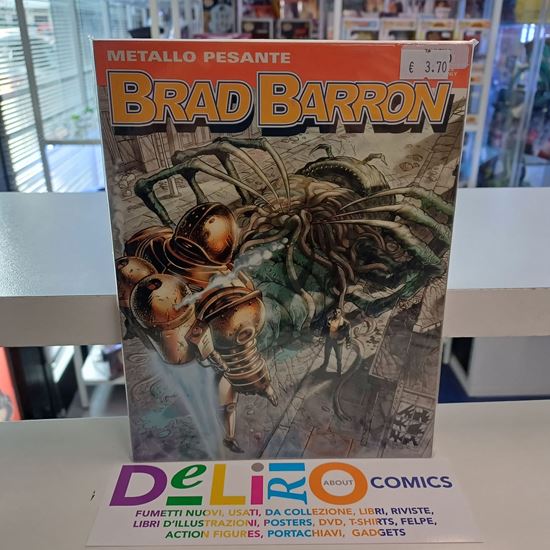 METALLO PESANTE
€ 3.70
BRAD BARRON
DeLiRiO
ABOUT
COMICS
FUMETTI NUOVI, USATI, DA COLLEZIONE, LIBRI, RIVISTE,
LIBRI D'ILLUSTRAZIONI, POSTERS, DVD, T-SHIRTS, FELPE,
ACTION FIGURES, PORTACHIAVI, GADGETS